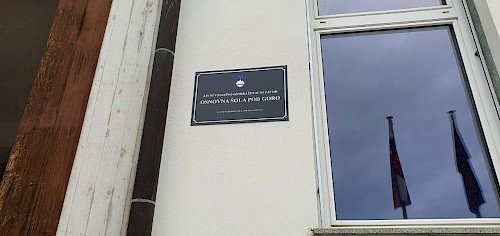 JAVNI VZGOJNO-IZOBRAŽEVALNI ZAVOD
OSNOVNA ŠOLA POD GORO